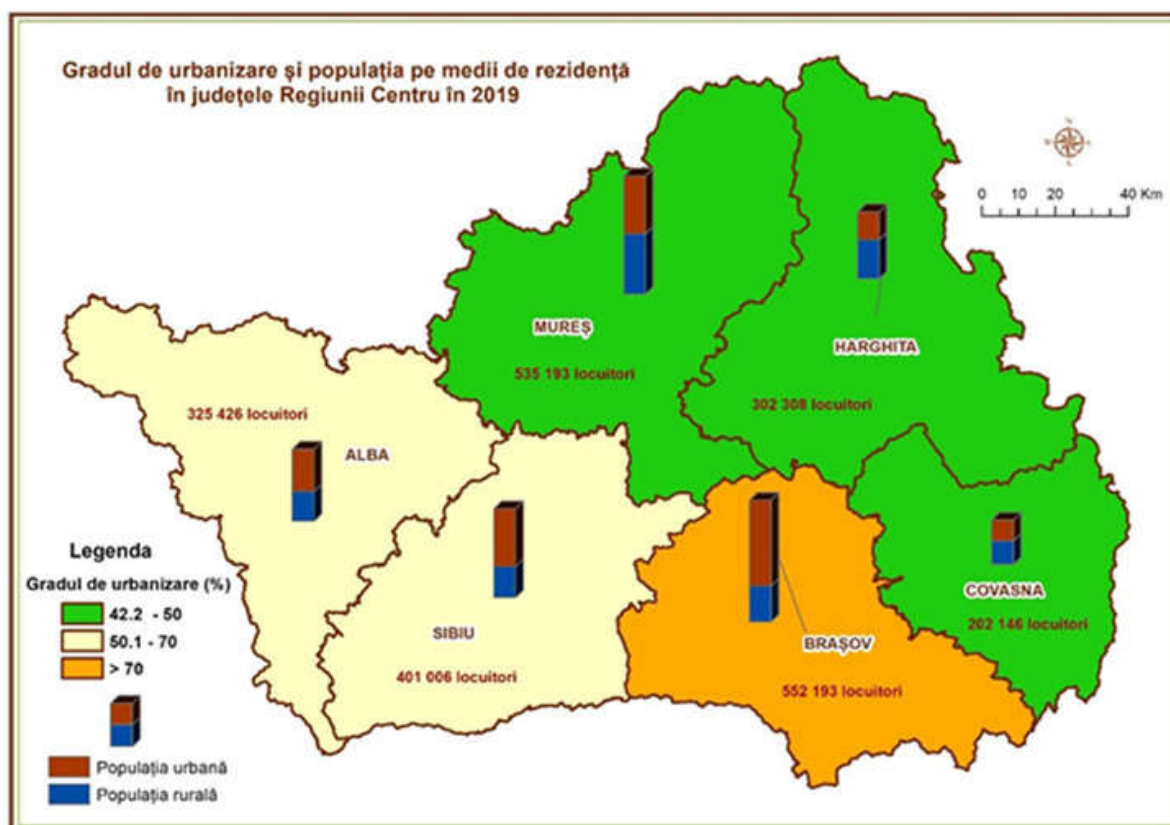 Gradul de urbanizare și populația pe medii de rezidență
în județele Regiunii Centru în 2019
N
0 10 20 40 Km
MUREȘ
535 193 locuitori
HARGHITA
302 308 locuitori
325 426 locuitori
ALBA
SIBIU
401 006 locuitori
BRAȘOV
552 193 locuitori
COVASNA
202 146 locuitori
Legenda
Gradul de urbanizare (%)
42.2 - 50
50.1 - 70
> 70
Populația urbană
Populația rurală